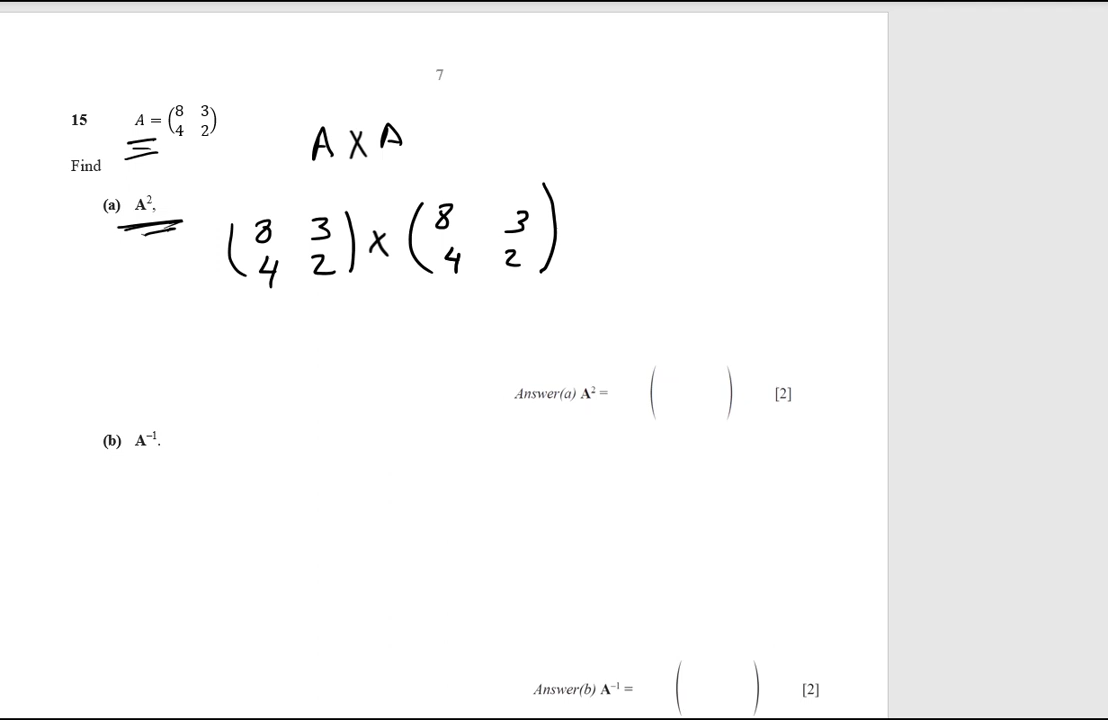 7
15 A = (8 3
4 2)
A X A
Find
(a) A²,
(8 3
4 2) × (8 3
4 2)
Answer(a) A² = ( ) [2]
(b) A⁻¹.
Answer(b) A⁻¹ = ( ) [2]